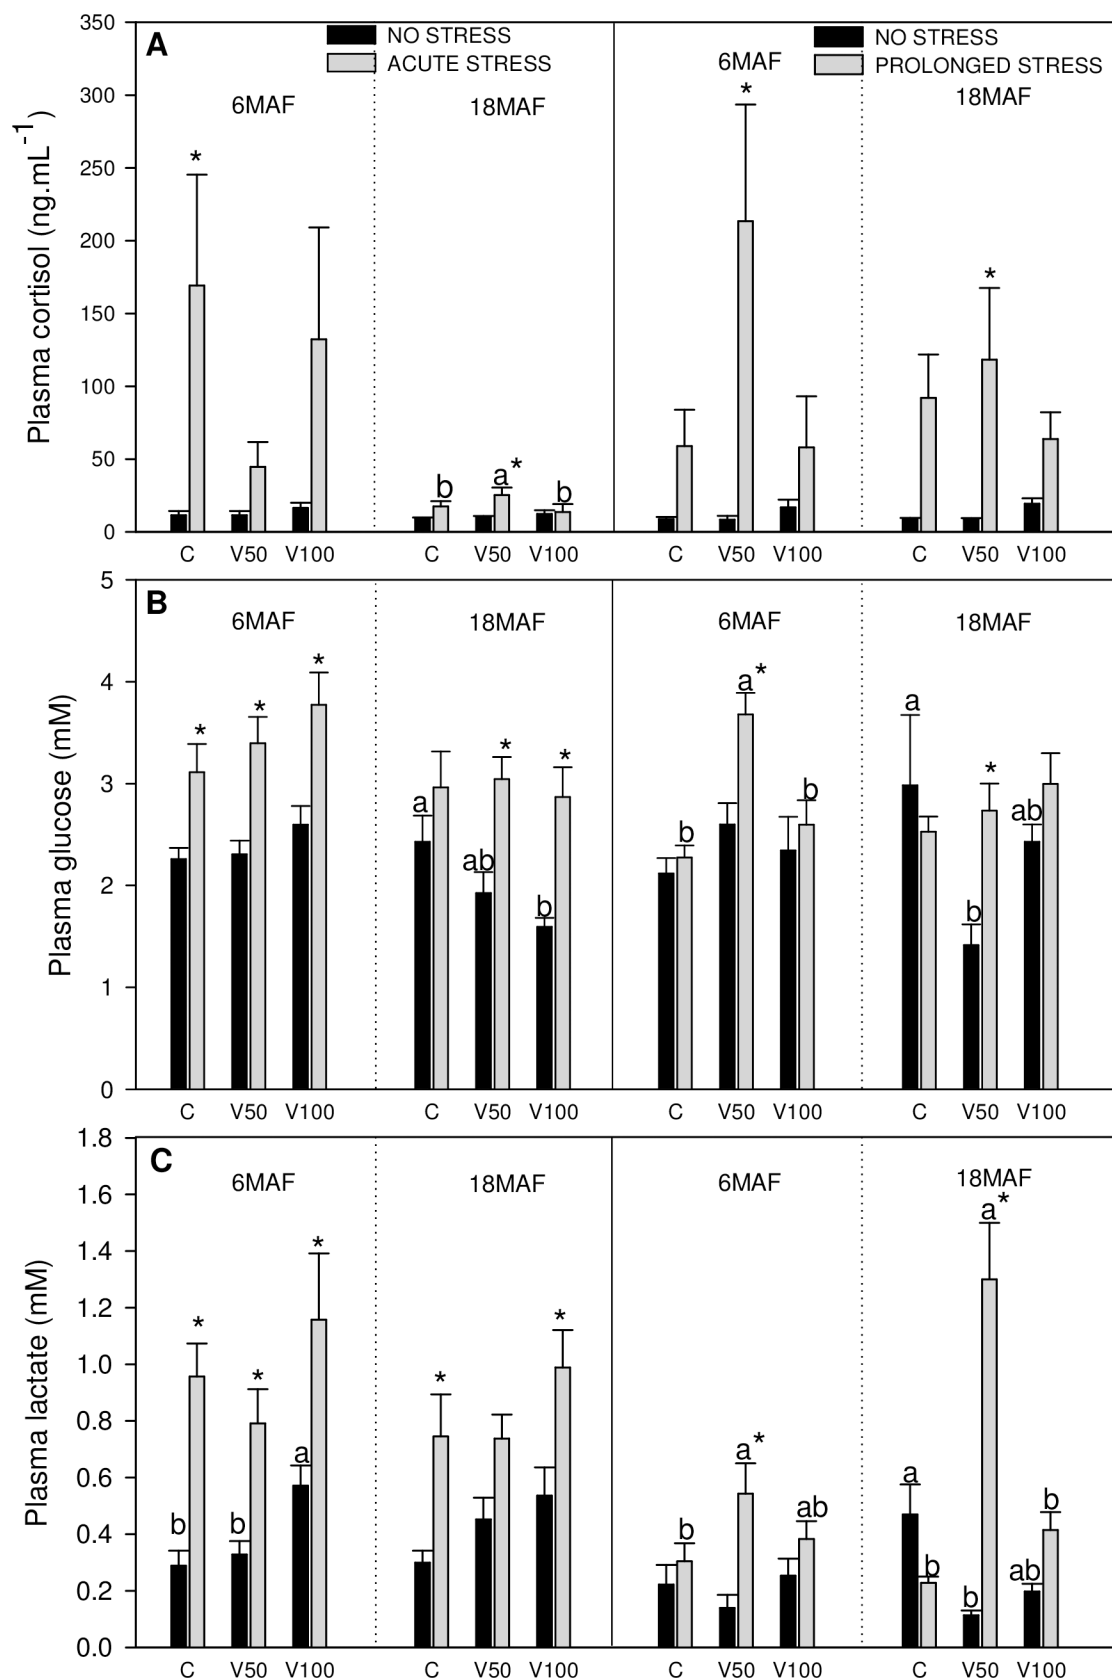 A
NO STRESS
ACUTE STRESS
NO STRESS
PROLONGED STRESS
6MAF
18MAF
6MAF
18MAF
Plasma cortisol (ng.mL-1)
350
300
250
200
150
100
50
0
*
b
a*
b
*
*
C V50 V100 C V50 V100 C V50 V100 C V50 V100
B
6MAF 18MAF 6MAF 18MAF
Plasma glucose (mM)
5
4
3
2
1
0
*
*
*
a
ab
*
b
*
b
a*
b
a
b
*
ab
C V50 V100 C V50 V100 C V50 V100 C V50 V100
C
6MAF 18MAF 6MAF 18MAF
Plasma lactate (mM)
1.8
1.6
1.4
1.2
1.0
0.8
0.6
0.4
0.2
0.0
b
*
b
*
a
*
*
*
b
a*
ab
a
b
b
a*
ab
b
C V50 V100 C V50 V100 C V50 V100 C V50 V100